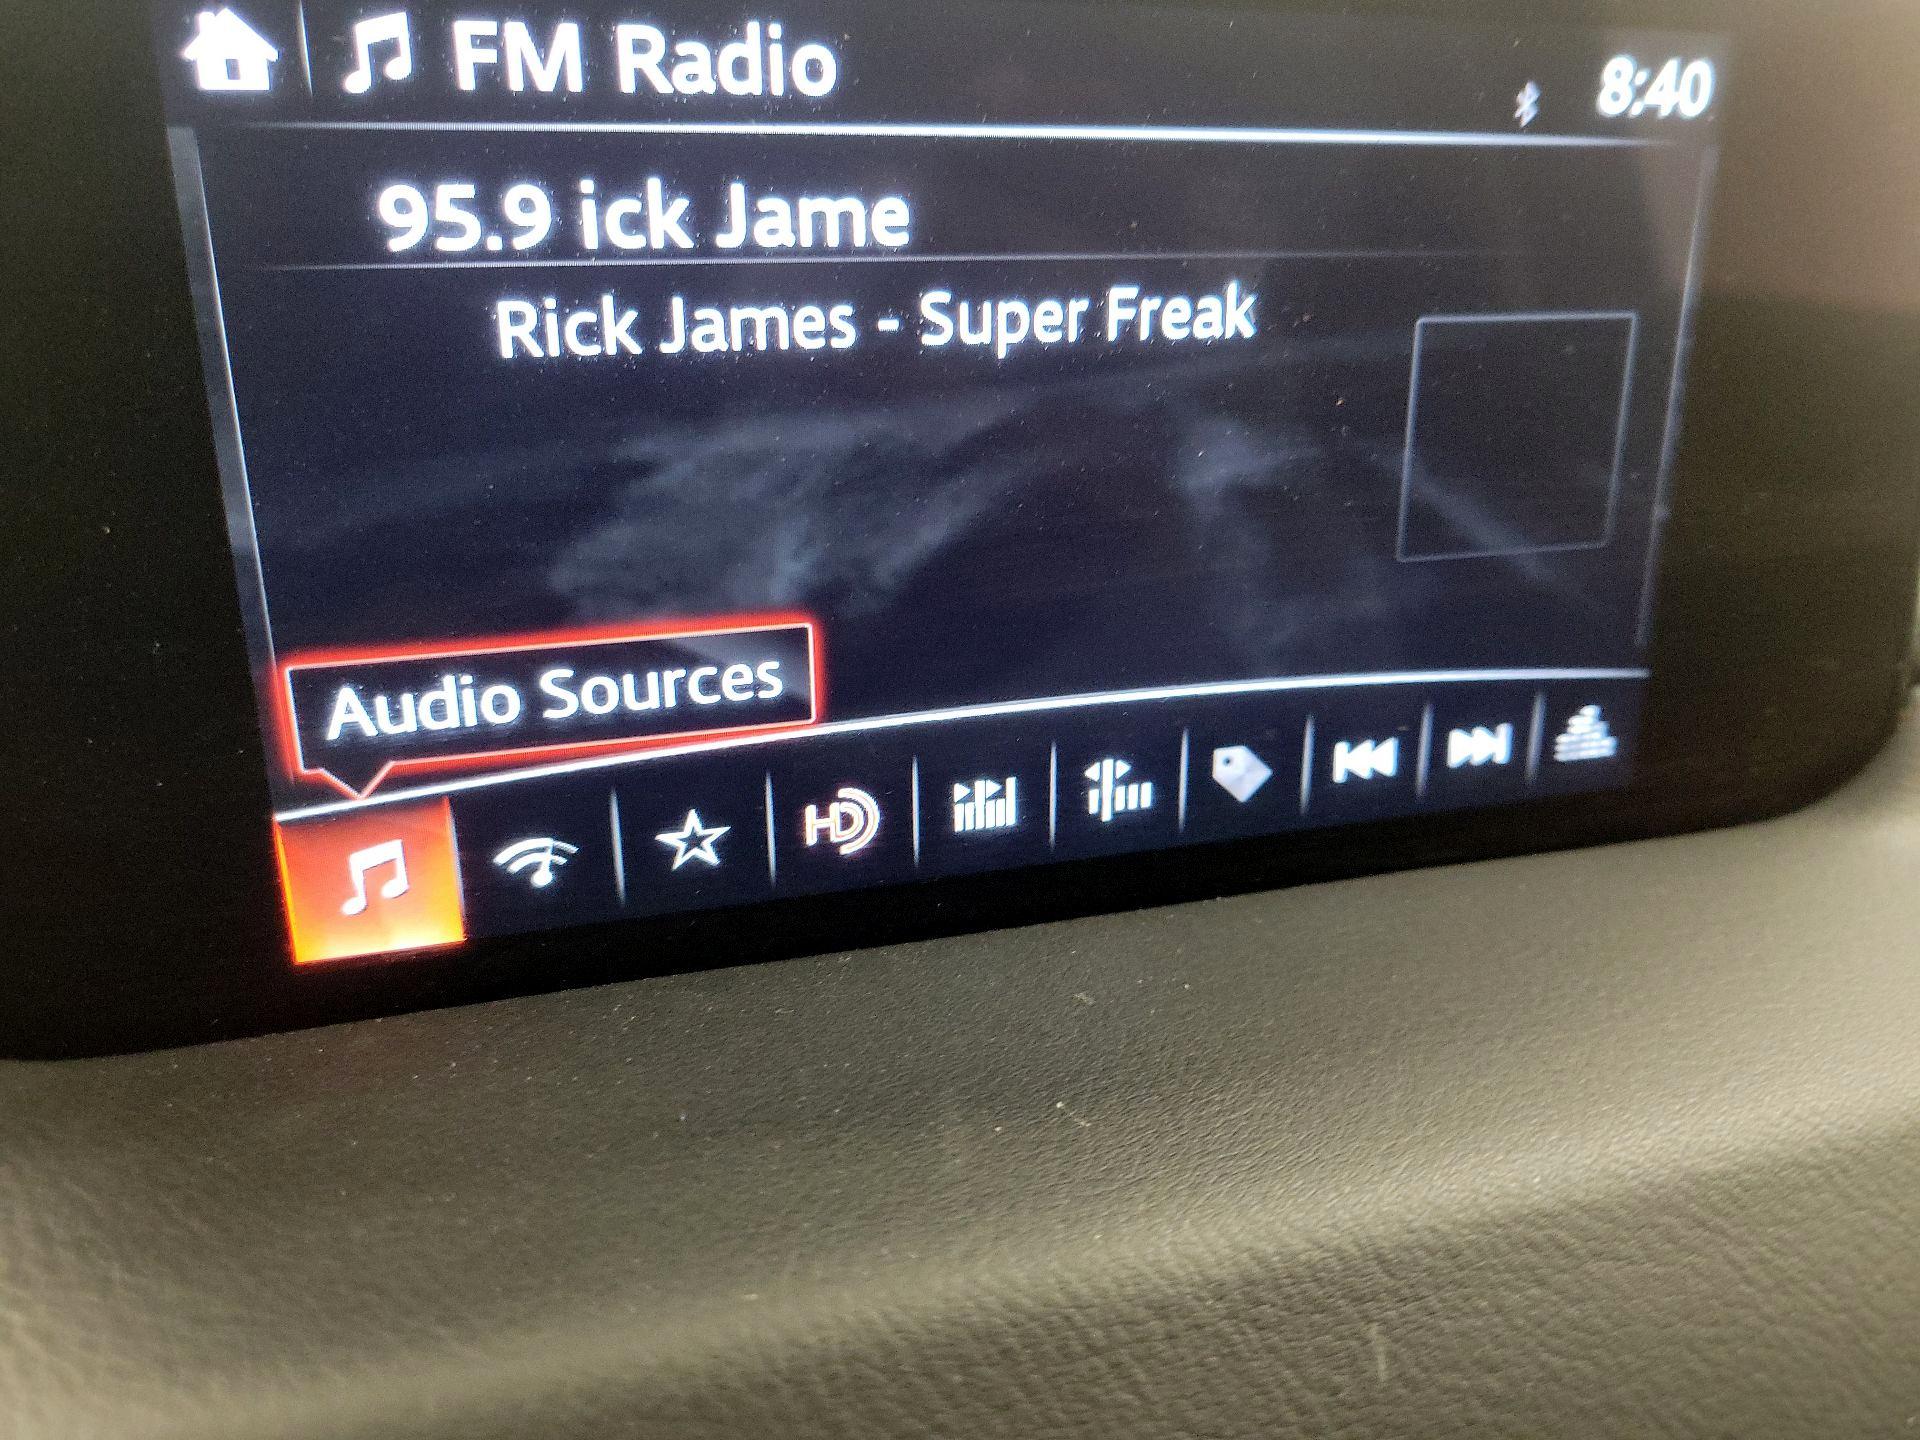 FM Radio
8:40
95.9 ick Jame
Rick James - Super Freak
Audio Sources
HD